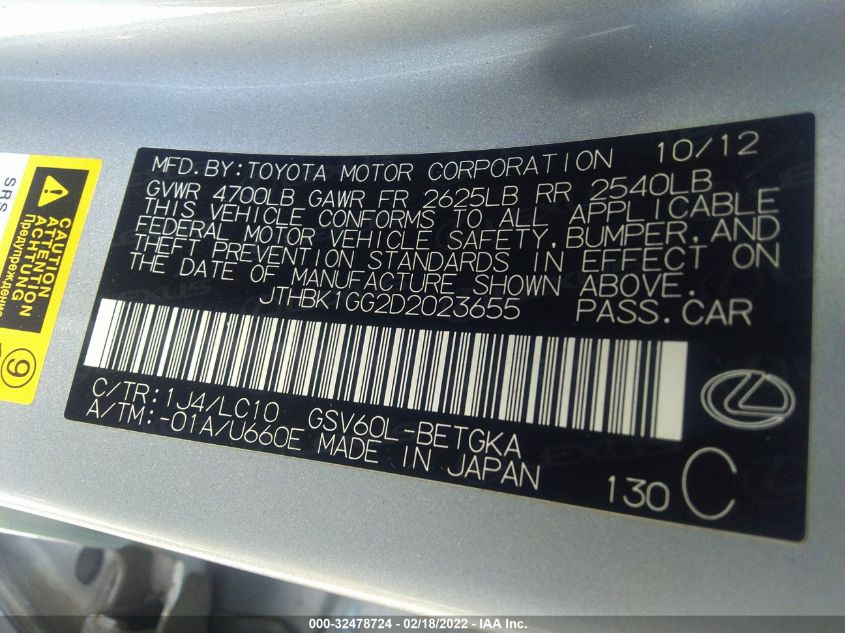 MFD.BY:TOYOTA MOTOR CORPORATION 10/12
GVWR 4700LB GAWR FR 2625LB RR 2540LB
THIS VEHICLE CONFORMS TO ALL APPLICABLE
FEDERAL MOTOR VEHICLE SAFETY,BUMPER,AND
THEFT PREVENTION STANDARDS IN EFFECT ON
THE DATE OF MANUFACTURE SHOWN ABOVE.
JTHBK1GG2D2023655 PASS.CAR
C/TR:1J4/LC10 GSV60L-BETGKA
A/TM:-01A/U660E MADE IN JAPAN
130 C
SRS
CAUTION
ATTENTION
ACHTUNG
Предупреждение
9
000-32478724 - 02/18/2022 - IAA Inc.